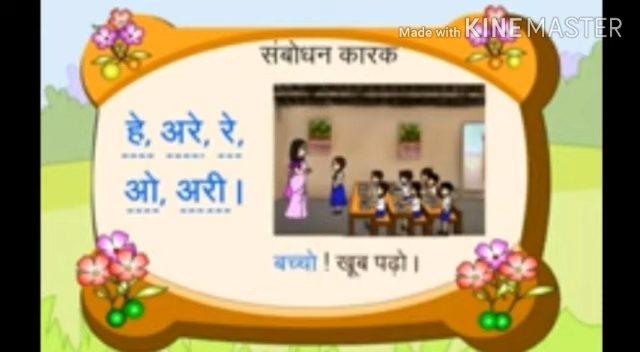 Made with KINEMASTER
संबोधन कारक
हे, अरे, रे,
ओ, अरी।
बच्चो ! खूब पढ़ो।